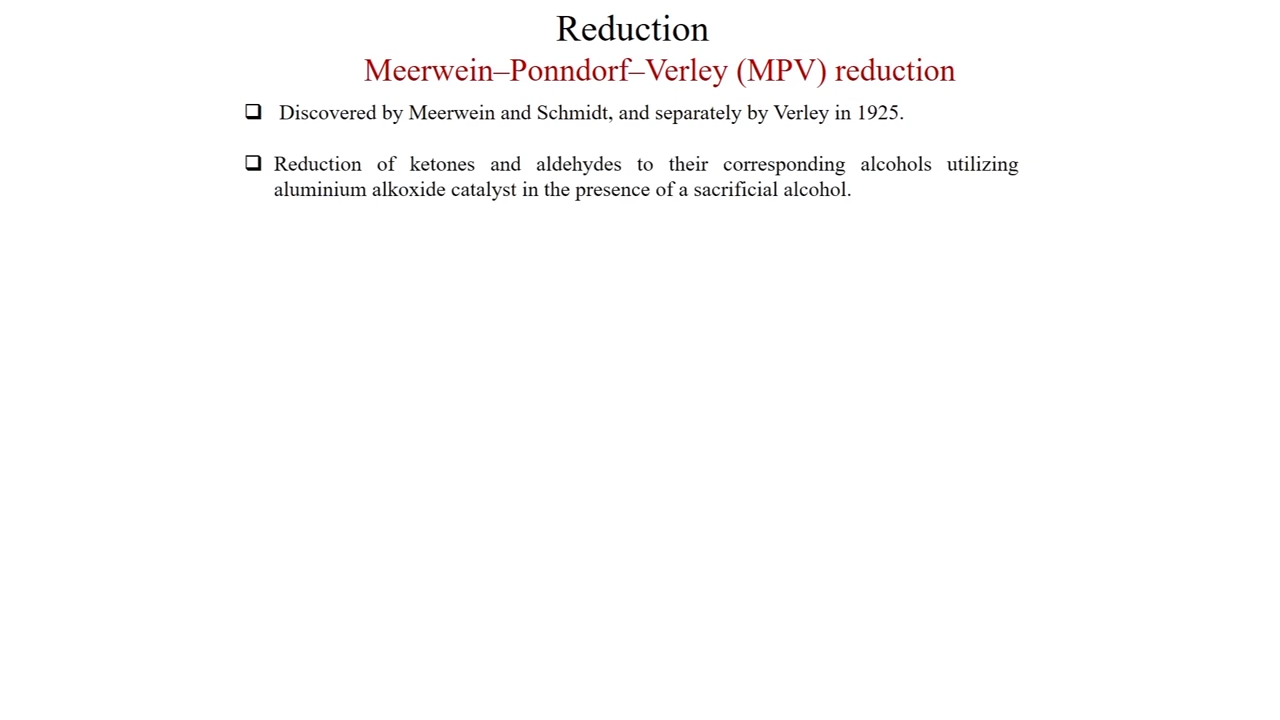 Reduction
Meerwein–Ponndorf–Verley (MPV) reduction
❑ Discovered by Meerwein and Schmidt, and separately by Verley in 1925.
❑ Reduction of ketones and aldehydes to their corresponding alcohols utilizing
aluminium alkoxide catalyst in the presence of a sacrificial alcohol.